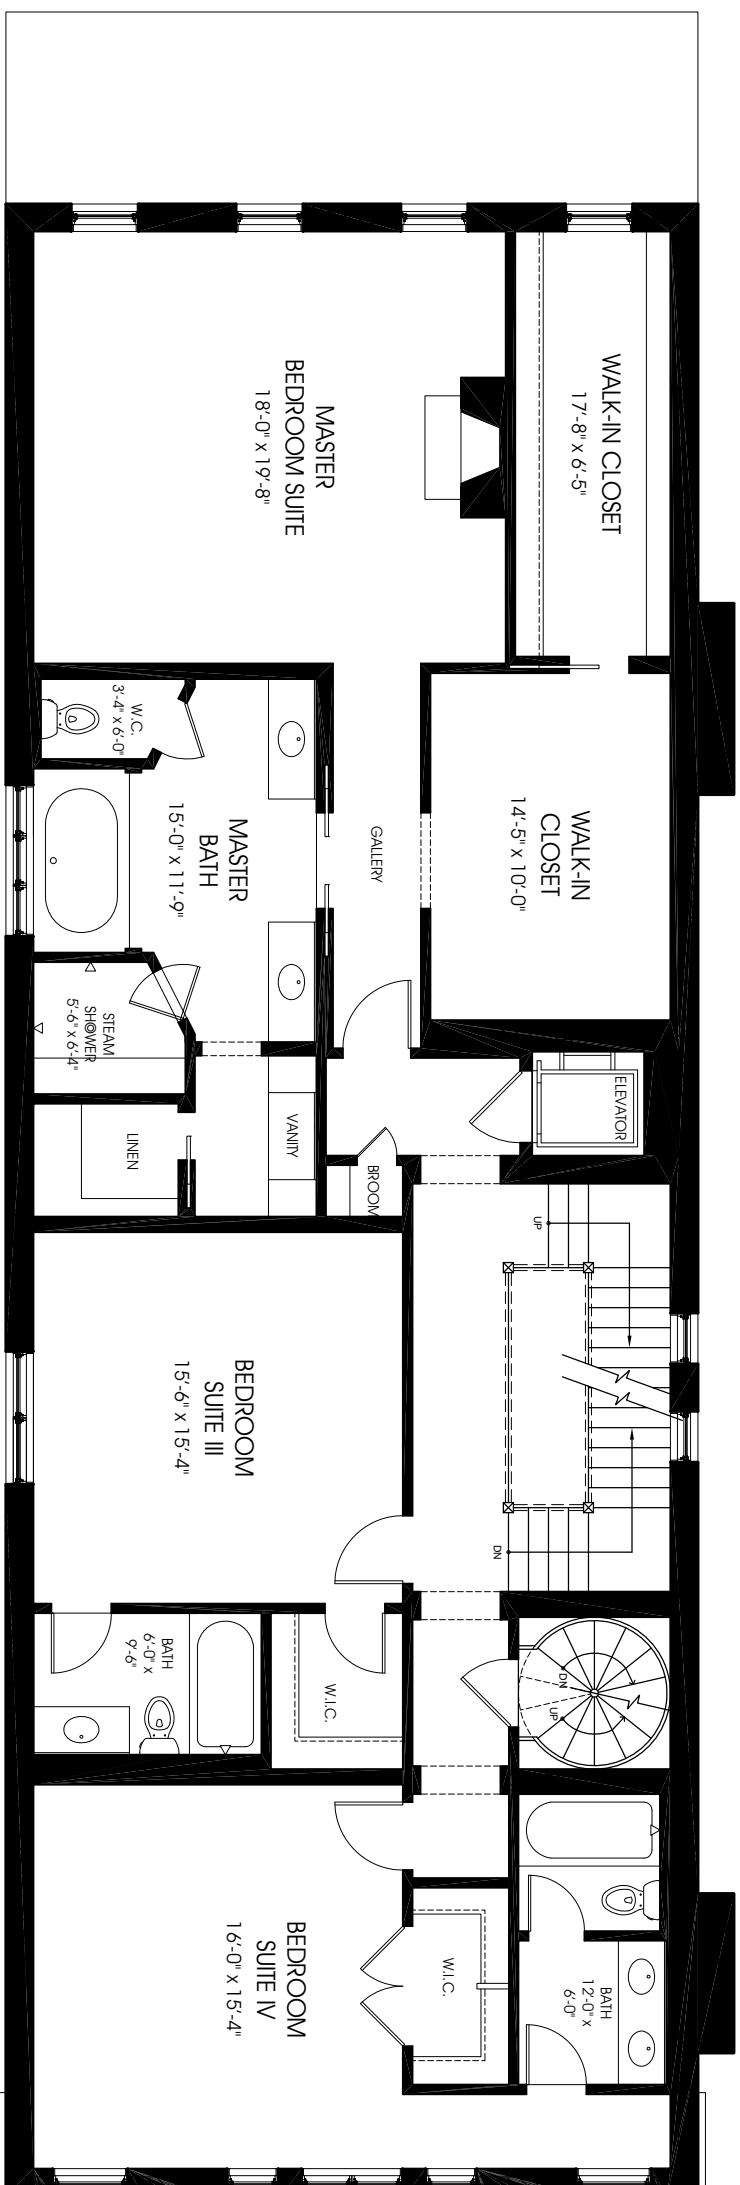 WALK-IN CLOSET
17'-8" x 6'-5"
MASTER
BEDROOM SUITE
18'-0" x 19'-8"
WALK-IN
CLOSET
14'-5" x 10'-0"
GALLERY
MASTER
BATH
15'-0" x 11'-9"
W.C.
3'-4" x 6'-0"
STEAM
SHOWER
5'-6" x 6'-4"
ELEVATOR
VANITY
LINEN
BROOM
UP
DN
BEDROOM
SUITE III
15'-6" x 15'-4"
BATH
6'-0" x
9'-6"
W.I.C.
DN
UP
BATH
12'-0" x
6'-0"
W.I.C.
BEDROOM
SUITE IV
16'-0" x 15'-4"